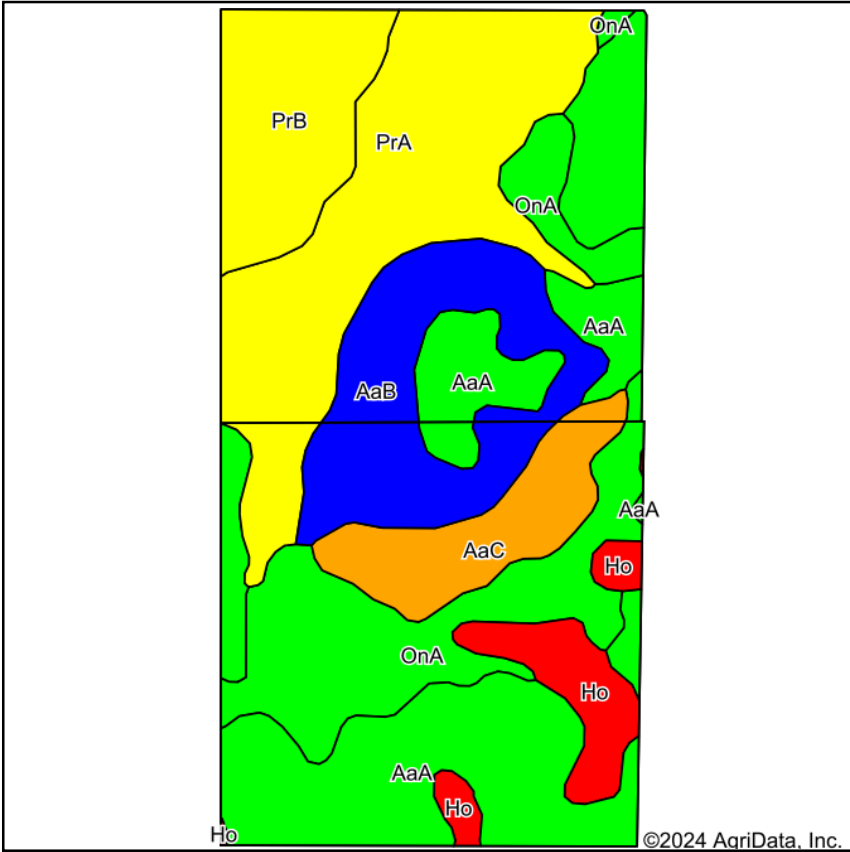 OnA
PrB
PrA
OnA
AaA
AaA
AaB
AaA
AaC
Ho
OnA
Ho
AaA
Ho
Ho
©2024 AgriData, Inc.